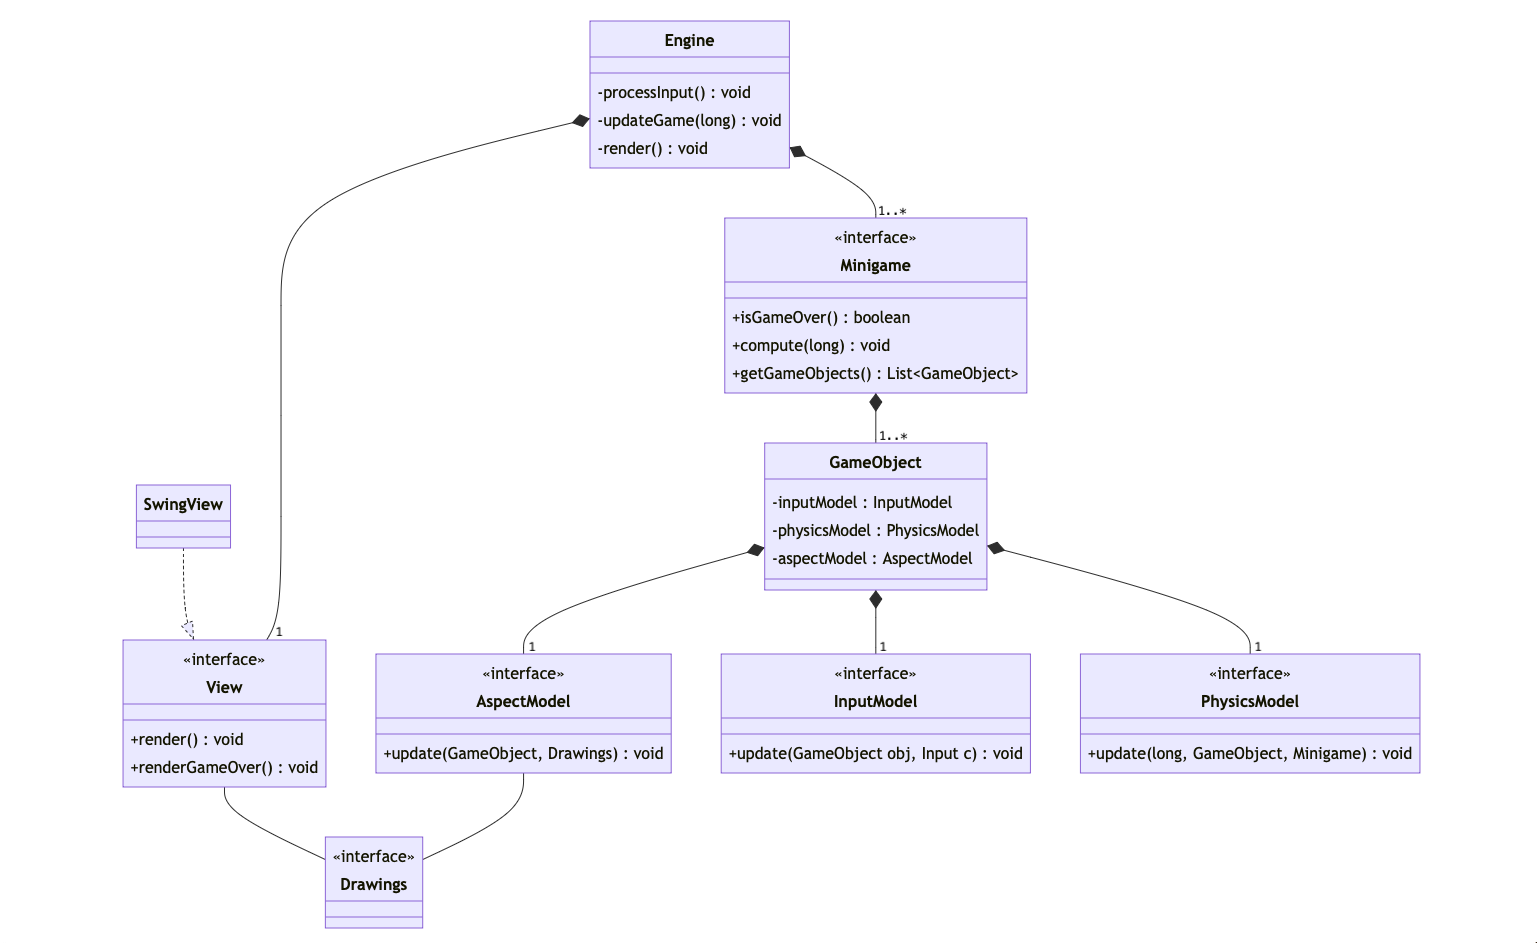 Engine
-processInput() : void
-updateGame(long) : void
-render() : void
1..*
«interface»
Minigame
+isGameOver() : boolean
+compute(long) : void
+getGameObjects() : List<GameObject>
1..*
GameObject
-inputModel : InputModel
-physicsModel : PhysicsModel
-aspectModel : AspectModel
SwingView
1
«interface»
View
+render() : void
+renderGameOver() : void
1
«interface»
AspectModel
+update(GameObject, Drawings) : void
1
«interface»
InputModel
+update(GameObject obj, Input c) : void
1
«interface»
PhysicsModel
+update(long, GameObject, Minigame) : void
«interface»
Drawings